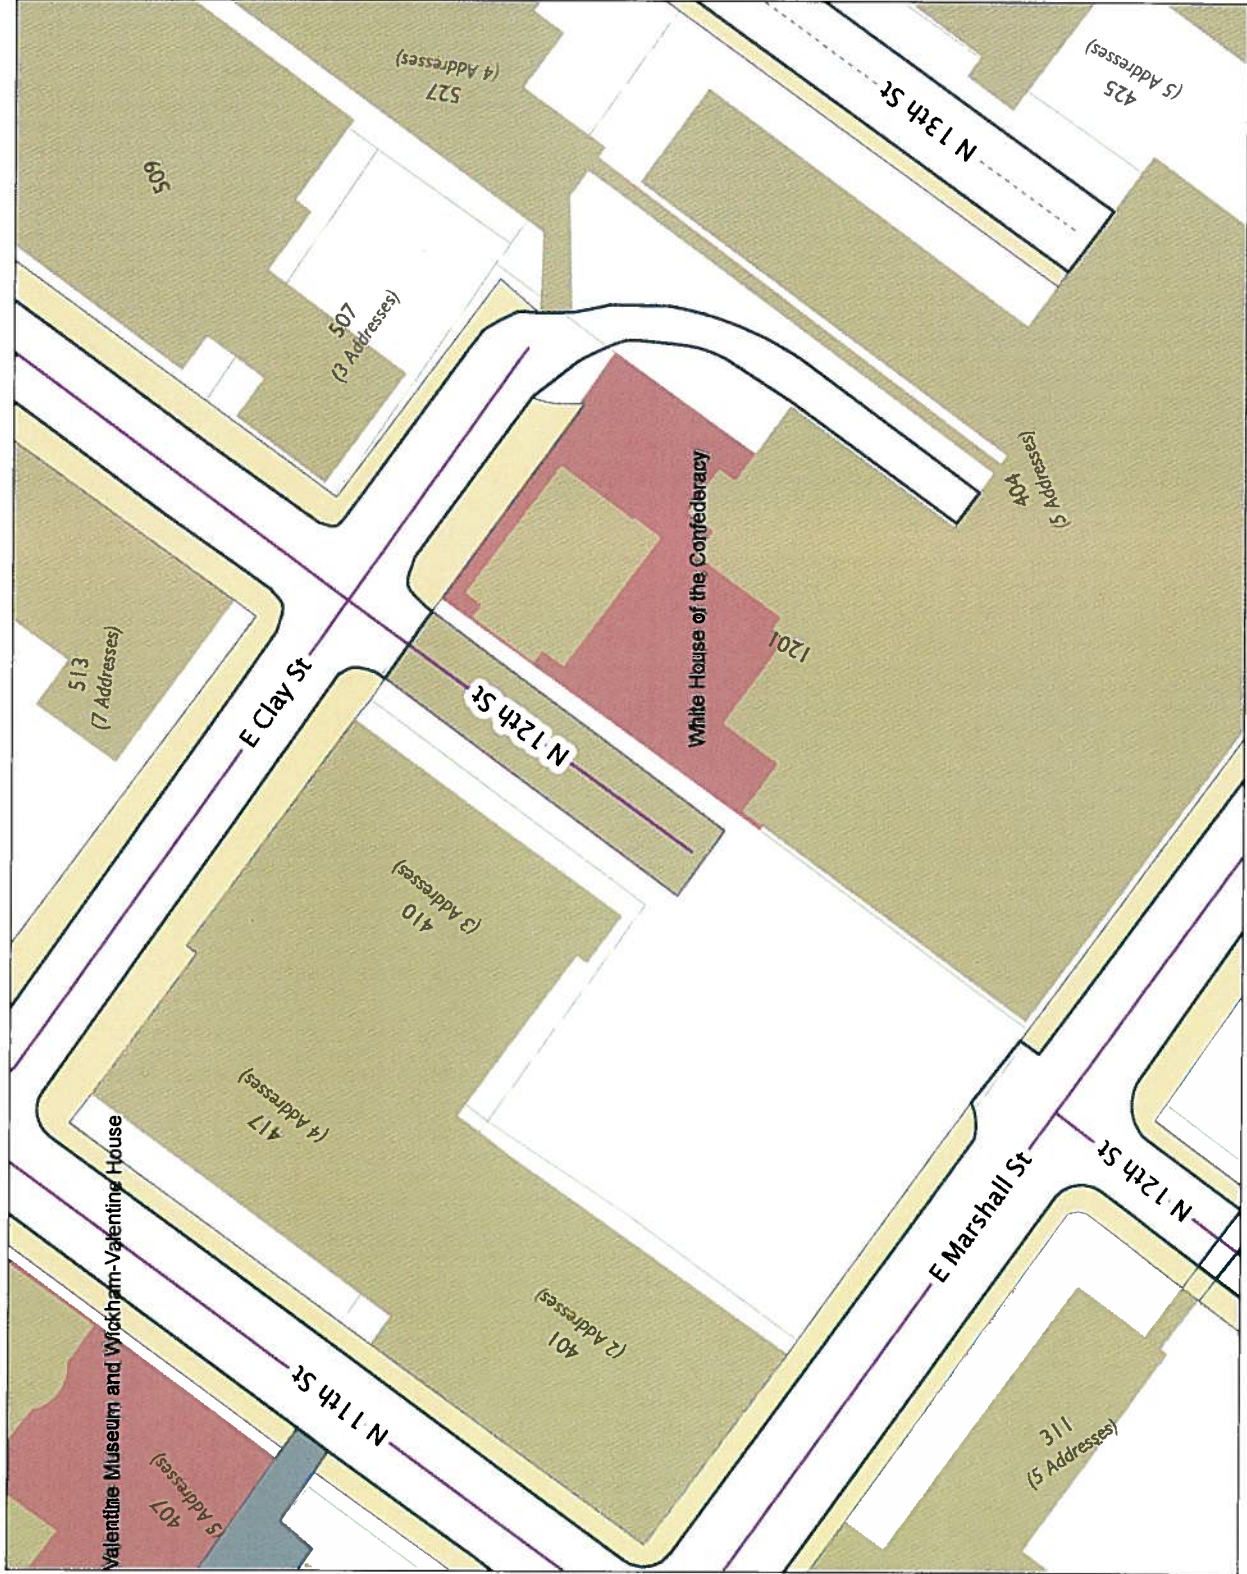 527
(4 Addresses)
425
(5 Addresses)
N 13th St
509
507
(3 Addresses)
404
(5 Addresses)
White House of the Confederacy
1201
513
(7 Addresses)
E Clay St
N 12th St
410
(3 Addresses)
417
(4 Addresses)
Valentine Museum and Wickham-Valentine House
N 12th St
E Marshall St
401
(2 Addresses)
N 11th St
407
(5 Addresses)
311
(5 Addresses)